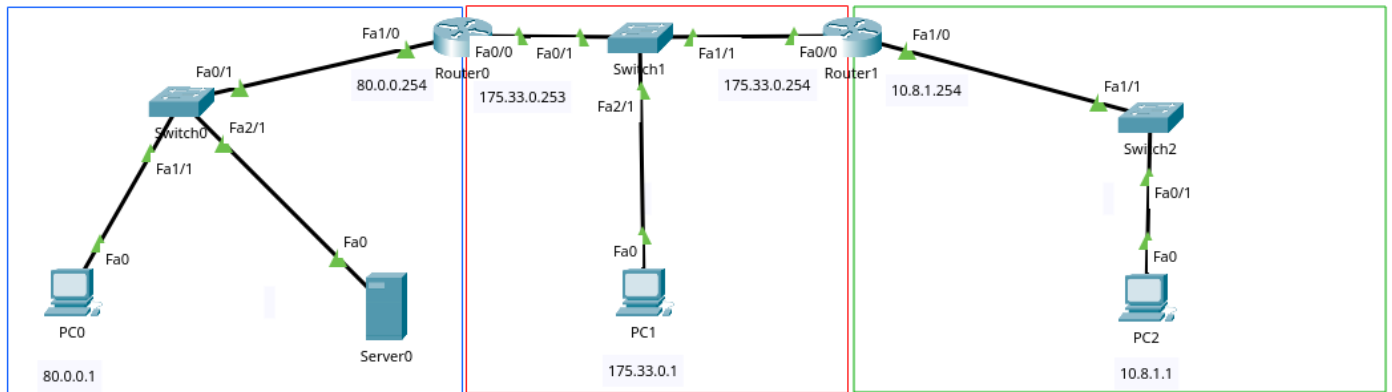 Fa1/0
Fa0/1
80.0.0.254
Router0
Switch0
Fa2/1
Fa1/1
Fa0
Fa0
PC0
Server0
80.0.0.1
Fa0/0
Fa0/1
175.33.0.253
Switch1
Fa1/1
Fa0/0
175.33.0.254
Fa2/1
Fa0
PC1
175.33.0.1
Router1
Fa1/0
10.8.1.254
Fa1/1
Switch2
Fa0/1
Fa0
PC2
10.8.1.1